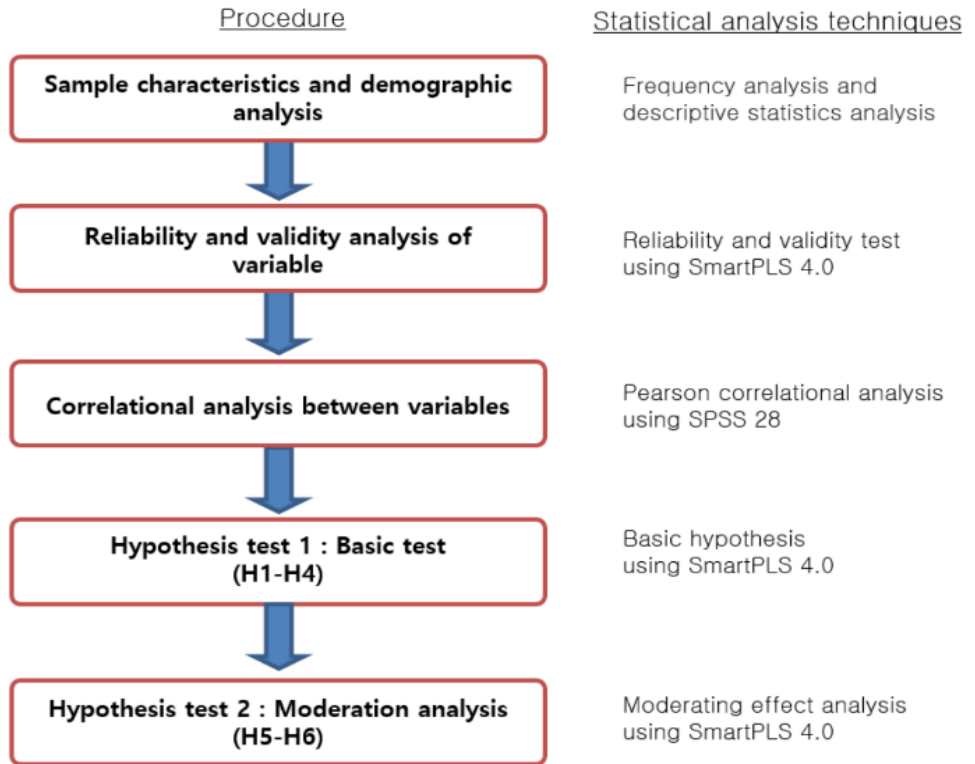 Procedure
Statistical analysis techniques
Sample characteristics and demographic
analysis
Frequency analysis and
descriptive statistics analysis
Reliability and validity analysis of
variable
Reliability and validity test
using SmartPLS 4.0
Correlational analysis between variables
Pearson correlational analysis
using SPSS 28
Hypothesis test 1 : Basic test
(H1-H4)
Basic hypothesis
using SmartPLS 4.0
Hypothesis test 2 : Moderation analysis
(H5-H6)
Moderating effect analysis
using SmartPLS 4.0